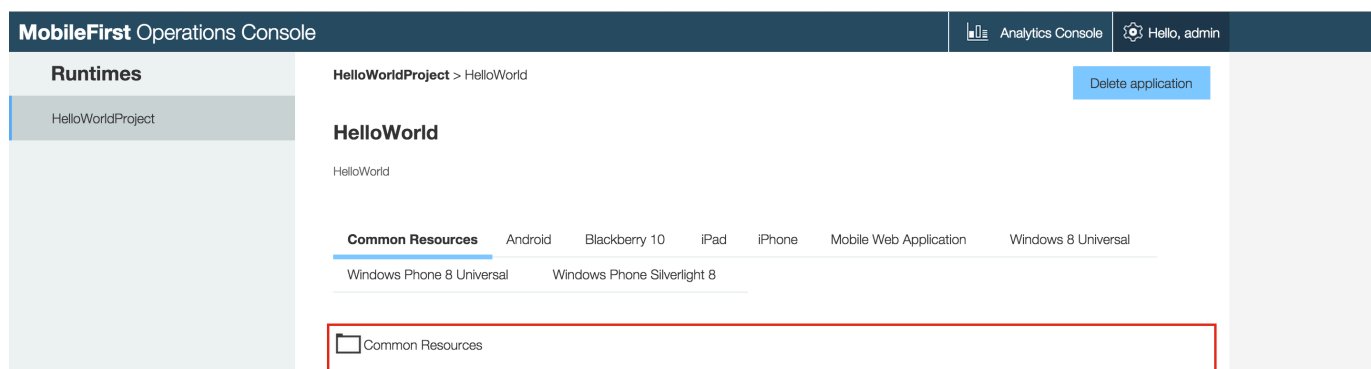 MobileFirst Operations Console
Analytics Console
Hello, admin
Runtimes
HelloWorldProject
HelloWorldProject > HelloWorld
Delete application
HelloWorld
HelloWorld
Common Resources Android Blackberry 10 iPad iPhone Mobile Web Application Windows 8 Universal
Windows Phone 8 Universal Windows Phone Silverlight 8
Common Resources